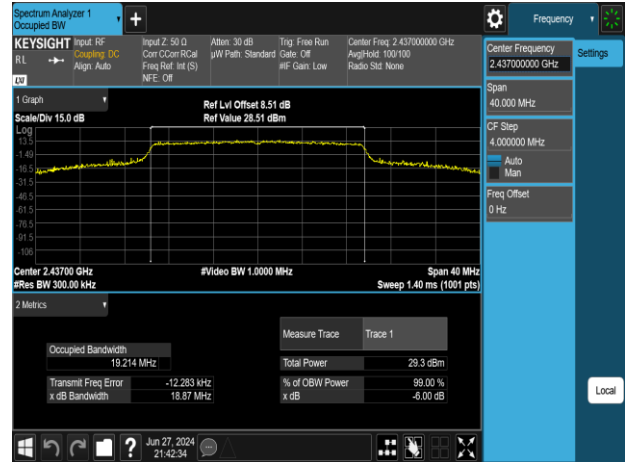 Spectrum Analyzer 1
Occupied BW
Frequency
KEYSIGHT
RL
LXI
Input: RF
Coupling: DC
Align: Auto
Input Z: 50 Ω
Corr CCorr RCal
Freq Ref: Int (S)
NFE: Off
Atten: 30 dB
µW Path: Standard
Trig: Free Run
Gate: Off
#IF Gain: Low
Center Freq: 2.437000000 GHz
Avg|Hold: 100/100
Radio Std: None
Center Frequency
2.437000000 GHz
Settings
Span
40.000 MHz
CF Step
4.000000 MHz
Auto
Man
Freq Offset
0 Hz
Local
1 Graph
Scale/Div 15.0 dB
Ref Lvl Offset 8.51 dB
Ref Value 28.51 dBm
Log
13.5
-1.49
-16.5
-31.5
-46.5
-61.5
-76.5
-91.5
-106
Center 2.43700 GHz
#Video BW 1.0000 MHz
Span 40 MHz
#Res BW 300.00 kHz
Sweep 1.40 ms (1001 pts)
2 Metrics
Measure Trace Trace 1
Occupied Bandwidth
19.214 MHz
Total Power 29.3 dBm
Transmit Freq Error -12.283 kHz
% of OBW Power 99.00 %
x dB Bandwidth 18.87 MHz
x dB -6.00 dB
?
Jun 27, 2024
21:42:34